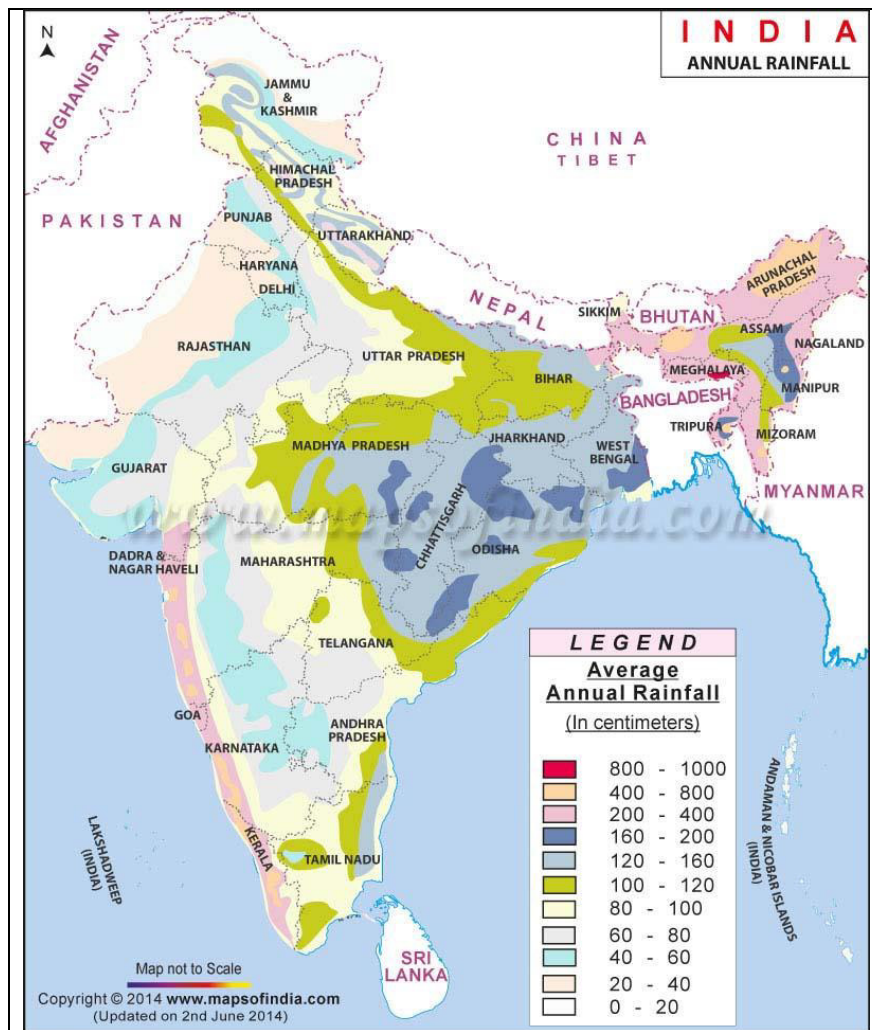 INDIA
ANNUAL RAINFALL
N
AFGHANISTAN
JAMMU
&
KASHMIR
CHINA
TIBET
HIMACHAL
PRADESH
PAKISTAN
PUNJAB
UTTARAKHAND
HARYANA
DELHI
NEPAL
SIKKIM
BHUTAN
ARUNACHAL
PRADESH
RAJASTHAN
UTTAR PRADESH
ASSAM
NAGALAND
BIHAR
MEGHALAYA
MANIPUR
BANGLADESH
TRIPURA
MIZORAM
MADHYA PRADESH
JHARKHAND
WEST
BENGAL
GUJARAT
MYANMAR
www.mapsofindia.com
CHHATTISGARH
ODISHA
DADRA &
NAGAR HAVELI
MAHARASHTRA
TELANGANA
GOA
ANDHRA
PRADESH
KARNATAKA
LAKSHADWEEP
(INDIA)
KERALA
TAMIL NADU
SRI
LANKA
ANDAMAN & NICOBAR ISLANDS
(INDIA)
LEGEND
Average
Annual Rainfall
(In centimeters)
800 - 1000
400 - 800
200 - 400
160 - 200
120 - 160
100 - 120
80 - 100
60 - 80
40 - 60
20 - 40
0 - 20
Map not to Scale
Copyright © 2014 www.mapsofindia.com
(Updated on 2nd June 2014)